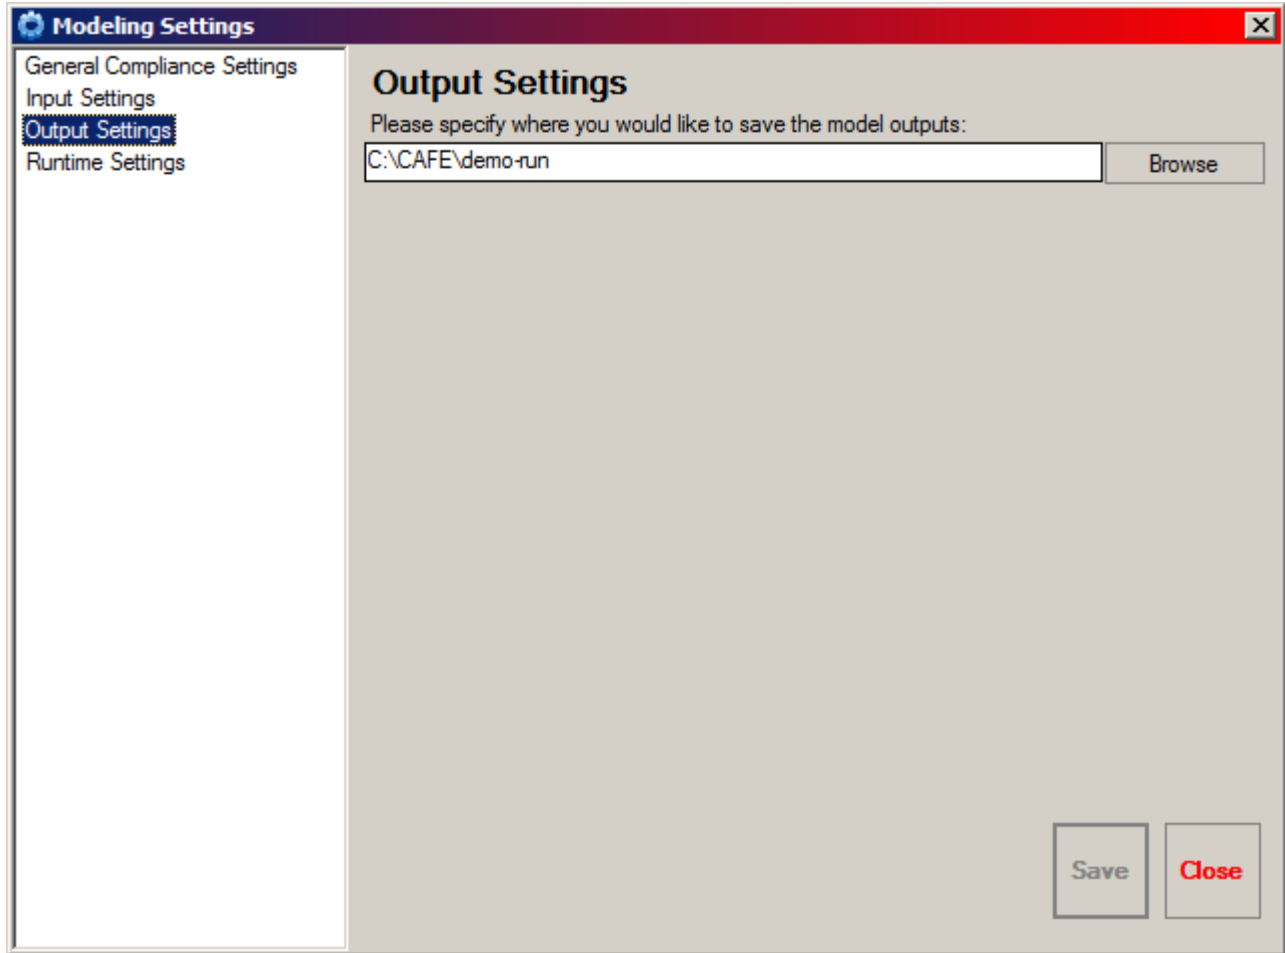 Modeling Settings
General Compliance Settings
Input Settings
Output Settings
Runtime Settings
Output Settings
Please specify where you would like to save the model outputs:
C:\CAFE\demo-run
Browse
Save
Close